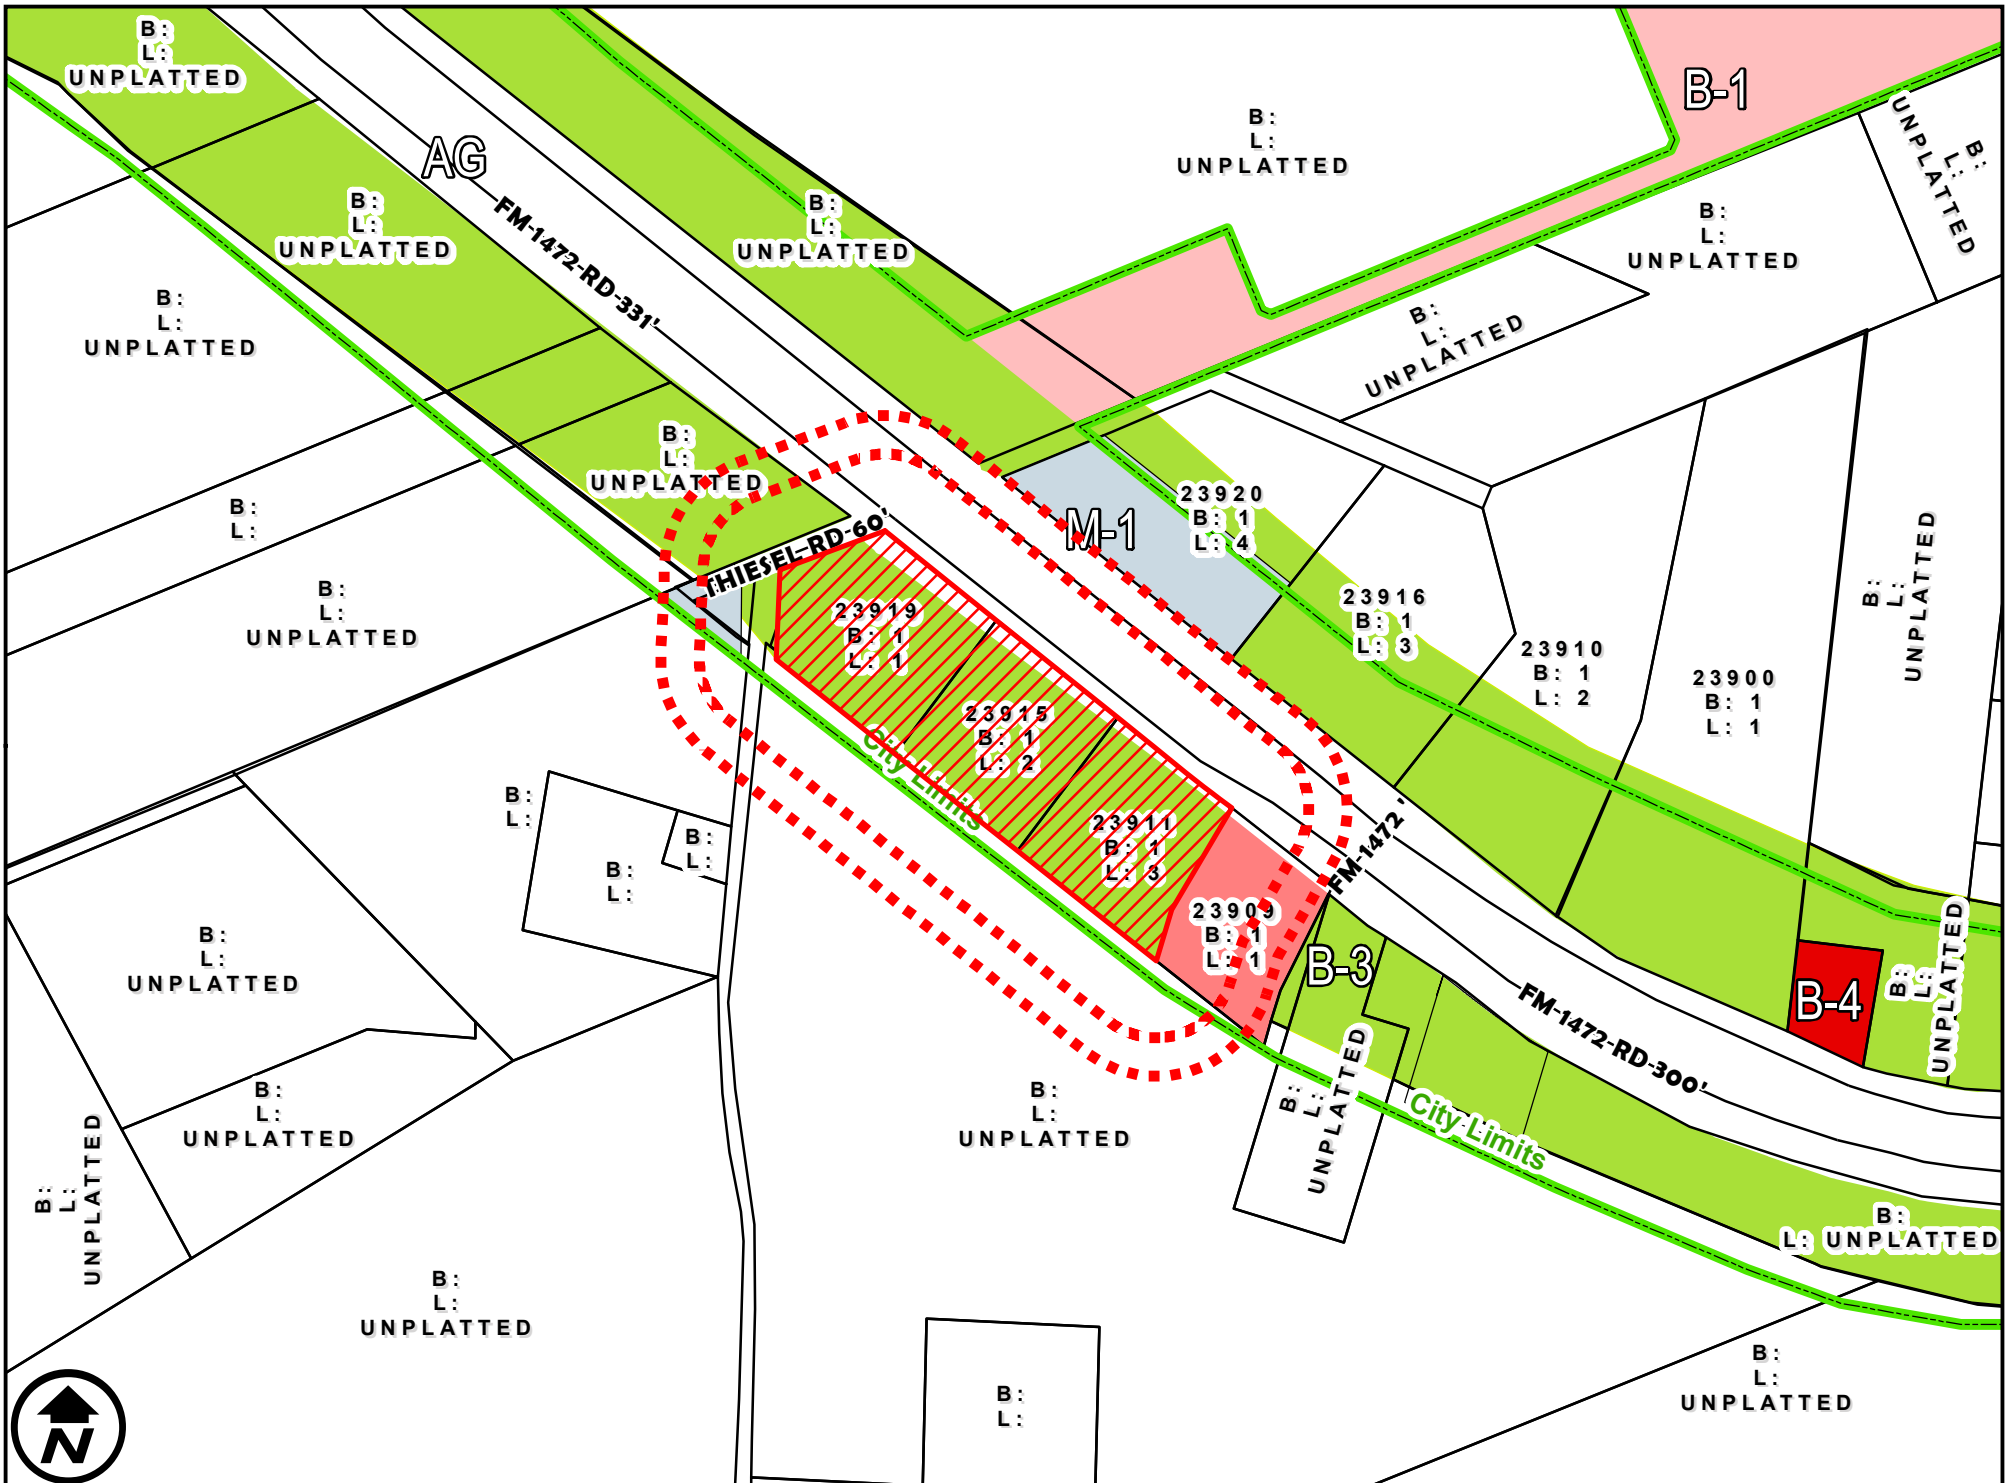 B:
L:
UNPLATTED
B-1
B:
L:
UNPLATTED
B:
L:
UNPLATTED
AG
B:
L:
UNPLATTED
B:
L:
UNPLATTED
B:
L:
UNPLATTED
FM-1472-RD-331'
B:
L:
UNPLATTED
B:
L:
UNPLATTED
B:
L:
UNPLATTED
B:
L:
B:
L:
UNPLATTED
THIESEL-RD-60'
M-1
23920
B: 1
L: 4
B:
L:
UNPLATTED
23916
B: 1
L: 3
23919
B: 1
L: 1
23910
B: 1
L: 2
23900
B: 1
L: 1
23915
B: 1
L: 2
City Limits
B:
L:
B:
L:
B:
L:
23911
B: 1
L: 3
FM-1472 '
23909
B: 1
L: 1
B-3
B-4
B:
L:
UNPLATTED
B:
L:
UNPLATTED
FM-1472-RD-300'
B:
L:
UNPLATTED
B:
L:
UNPLATTED
B:
L:
UNPLATTED
City Limits
B:
L:
UNPLATTED
B:
L: UNPLATTED
B:
L:
UNPLATTED
B:
L:
UNPLATTED
B:
L:
N